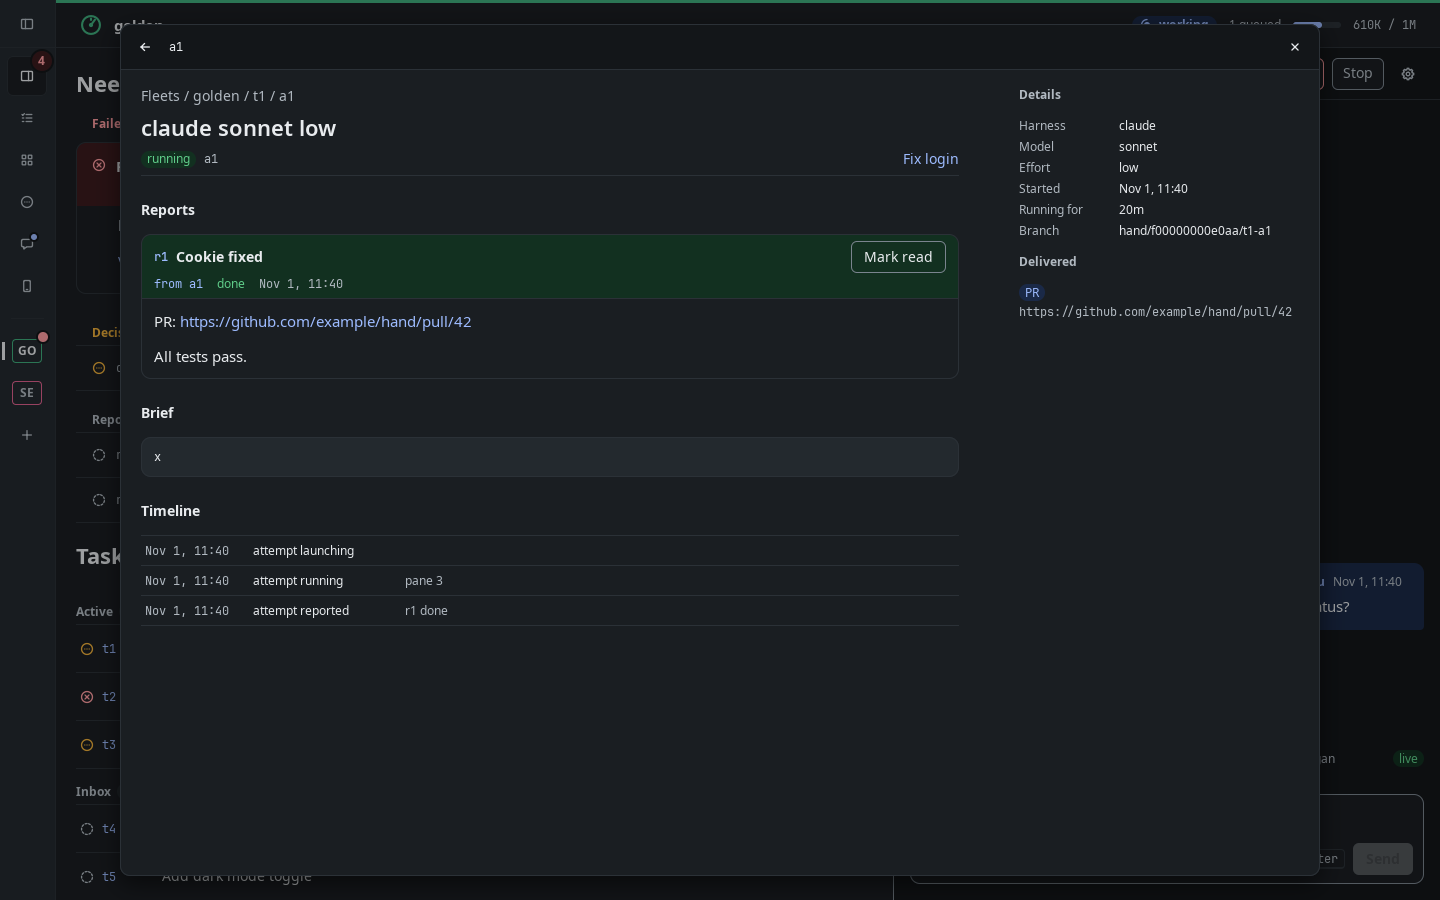 working
610K / 1M
a1
4
Stop
Fleets / golden / t1 / a1
claude sonnet low
running a1
Fix login
Reports
r1 Cookie fixed
Mark read
from a1 done Nov 1, 11:40
PR: https://github.com/example/hand/pull/42
All tests pass.
Brief
x
Timeline
Nov 1, 11:40 attempt launching
Nov 1, 11:40 attempt running pane 3
Nov 1, 11:40 attempt reported r1 done
Details
Harness claude
Model sonnet
Effort low
Started Nov 1, 11:40
Running for 20m
Branch hand/f00000000e0aa/t1-a1
Delivered
PR
https://github.com/example/hand/pull/42
GO
SE
Task
Active
t1
t2
t3
Inbox
t4
t5 Add dark mode toggle
Nov 1, 11:40
live
Send